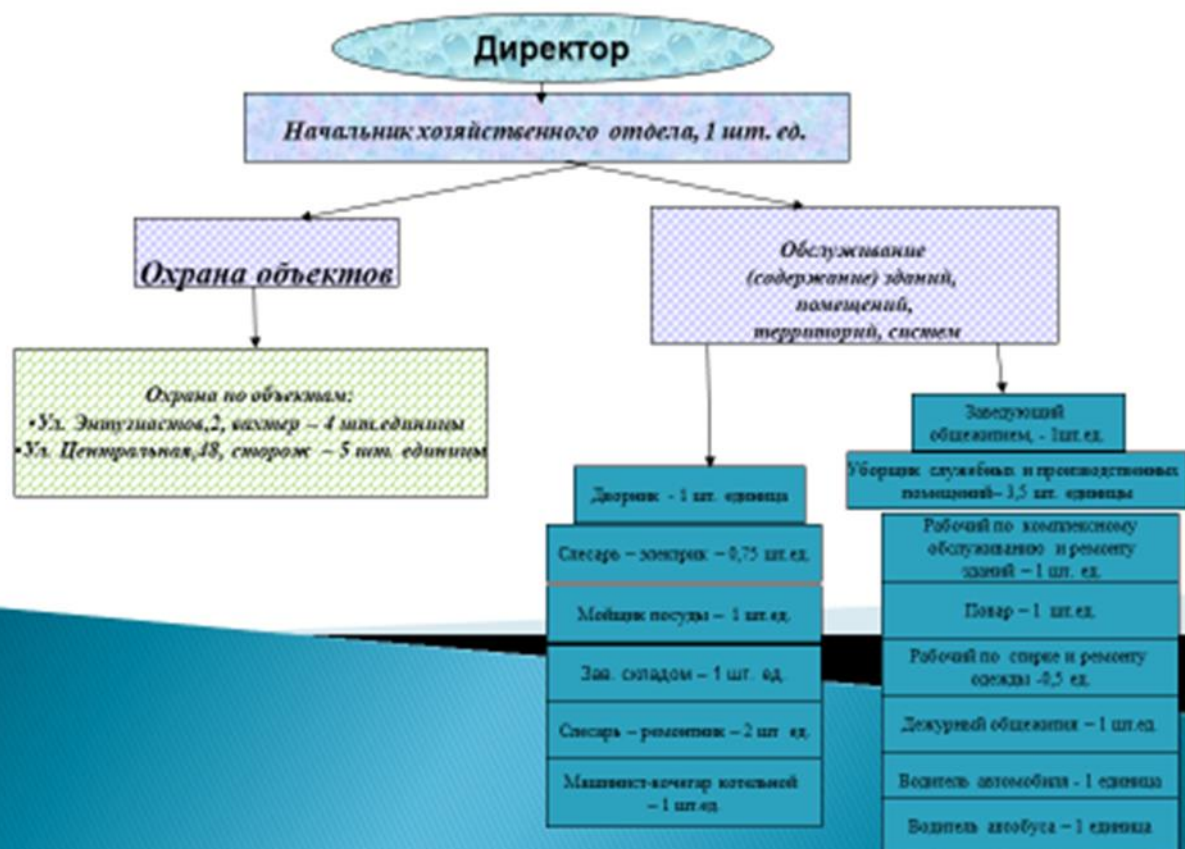 Директор
Начальник хозяйственного отдела, 1 шт. ед.
Охрана объектов
Обслуживание
(содержание) зданий,
помещений,
территорий, систем
Охрана по объектам:
•Ул. Энтузиастов,2, вахтер – 4 шт.единицы
•Ул. Центральная,48, сторож – 5 шт. единицы
Дворник - 1 шт. единица
Слесарь – электрик – 0,75 шт.ед.
Мойщик посуды – 1 шт.ед.
Зав. складом – 1 шт. ед.
Слесарь – ремонтник – 2 шт ед.
Машинист-кочегар котельной
– 1 шт.ед.
Заведующий
общежитием, - 1шт.ед.
Уборщик служебных и производственных
помещений– 3,5 шт. единицы
Рабочий по комплексному
обслуживанию и ремонту
зданий – 1 шт. ед.
Повар – 1 шт.ед.
Рабочий по стирке и ремонту
одежды -0,5 ед.
Дежурный общежития – 1 шт.ед.
Водитель автомобиля - 1 единица
Водитель автобуса – 1 единица